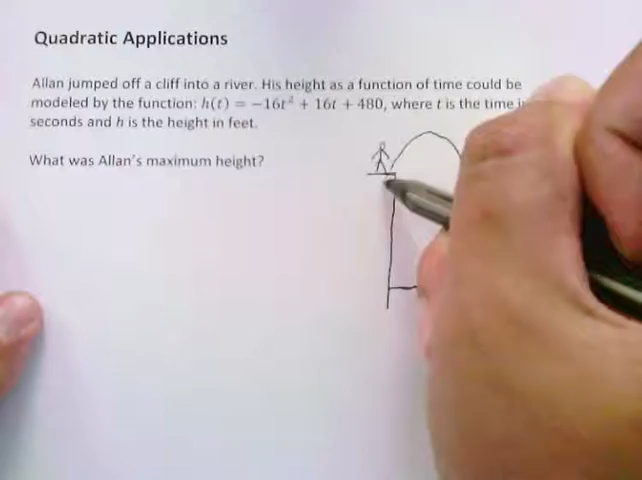 Quadratic Applications
Allan jumped off a cliff into a river. His height as a function of time could be
modeled by the function: h(t) = −16t² + 16t + 480, where t is the time
seconds and h is the height in feet.
What was Allan's maximum height?